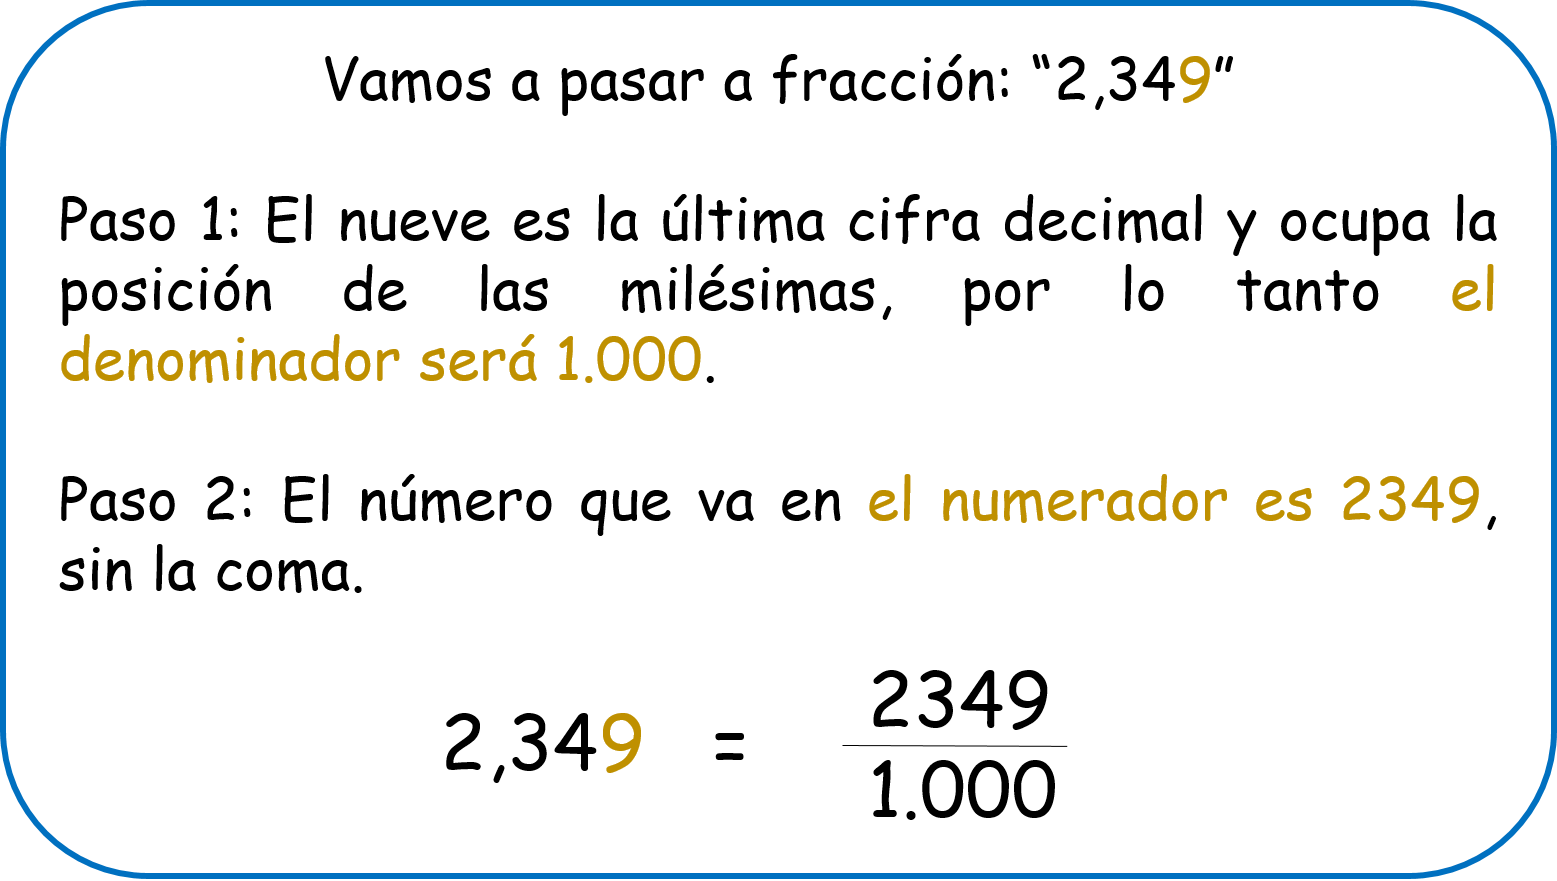 Vamos a pasar a fracción: “2,349”
Paso 1: El nueve es la última cifra decimal y ocupa la
posición de las milésimas, por lo tanto el
denominador será 1.000.
Paso 2: El número que va en el numerador es 2349,
sin la coma.
2349
2,349 =
1.000